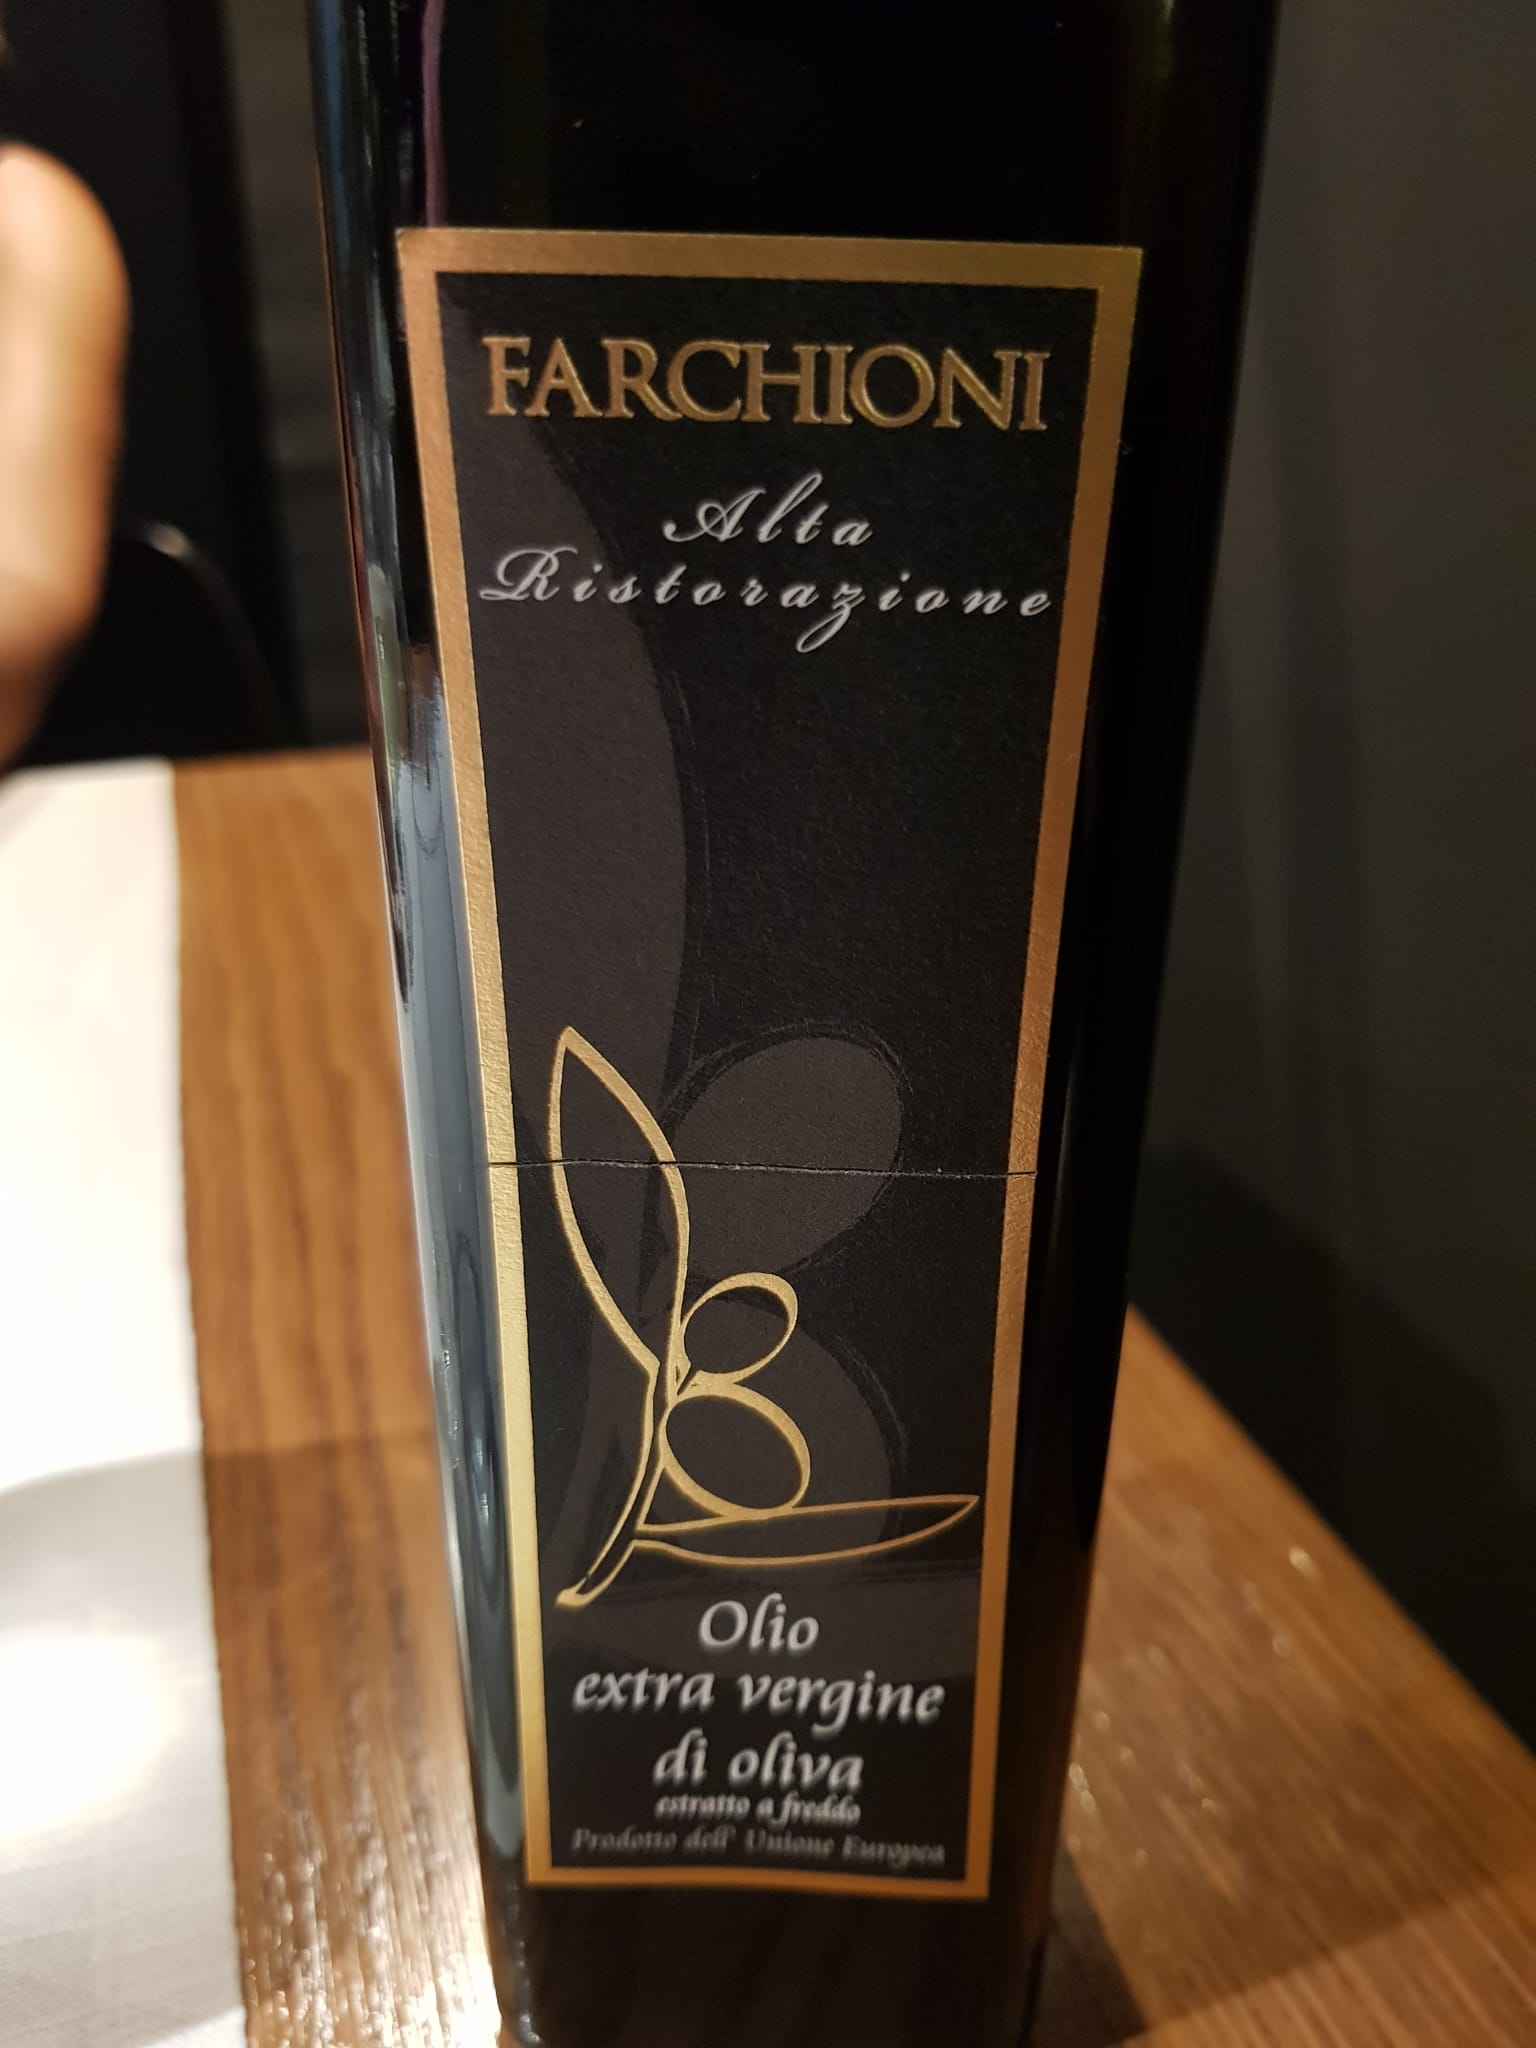 FARCHIONI
Alta
Ristorazione
Olio
extra vergine
di oliva
estratto a freddo
Prodotto dell' Unione Europea